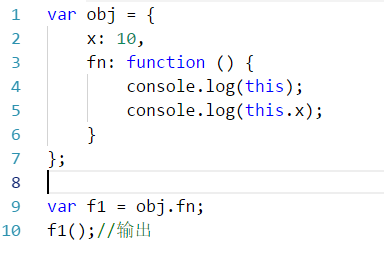 1 var obj = {
2     x: 10,
3     fn: function () {
4         console.log(this);
5         console.log(this.x);
6     }
7 };
8
9 var f1 = obj.fn;
10 f1();//输出